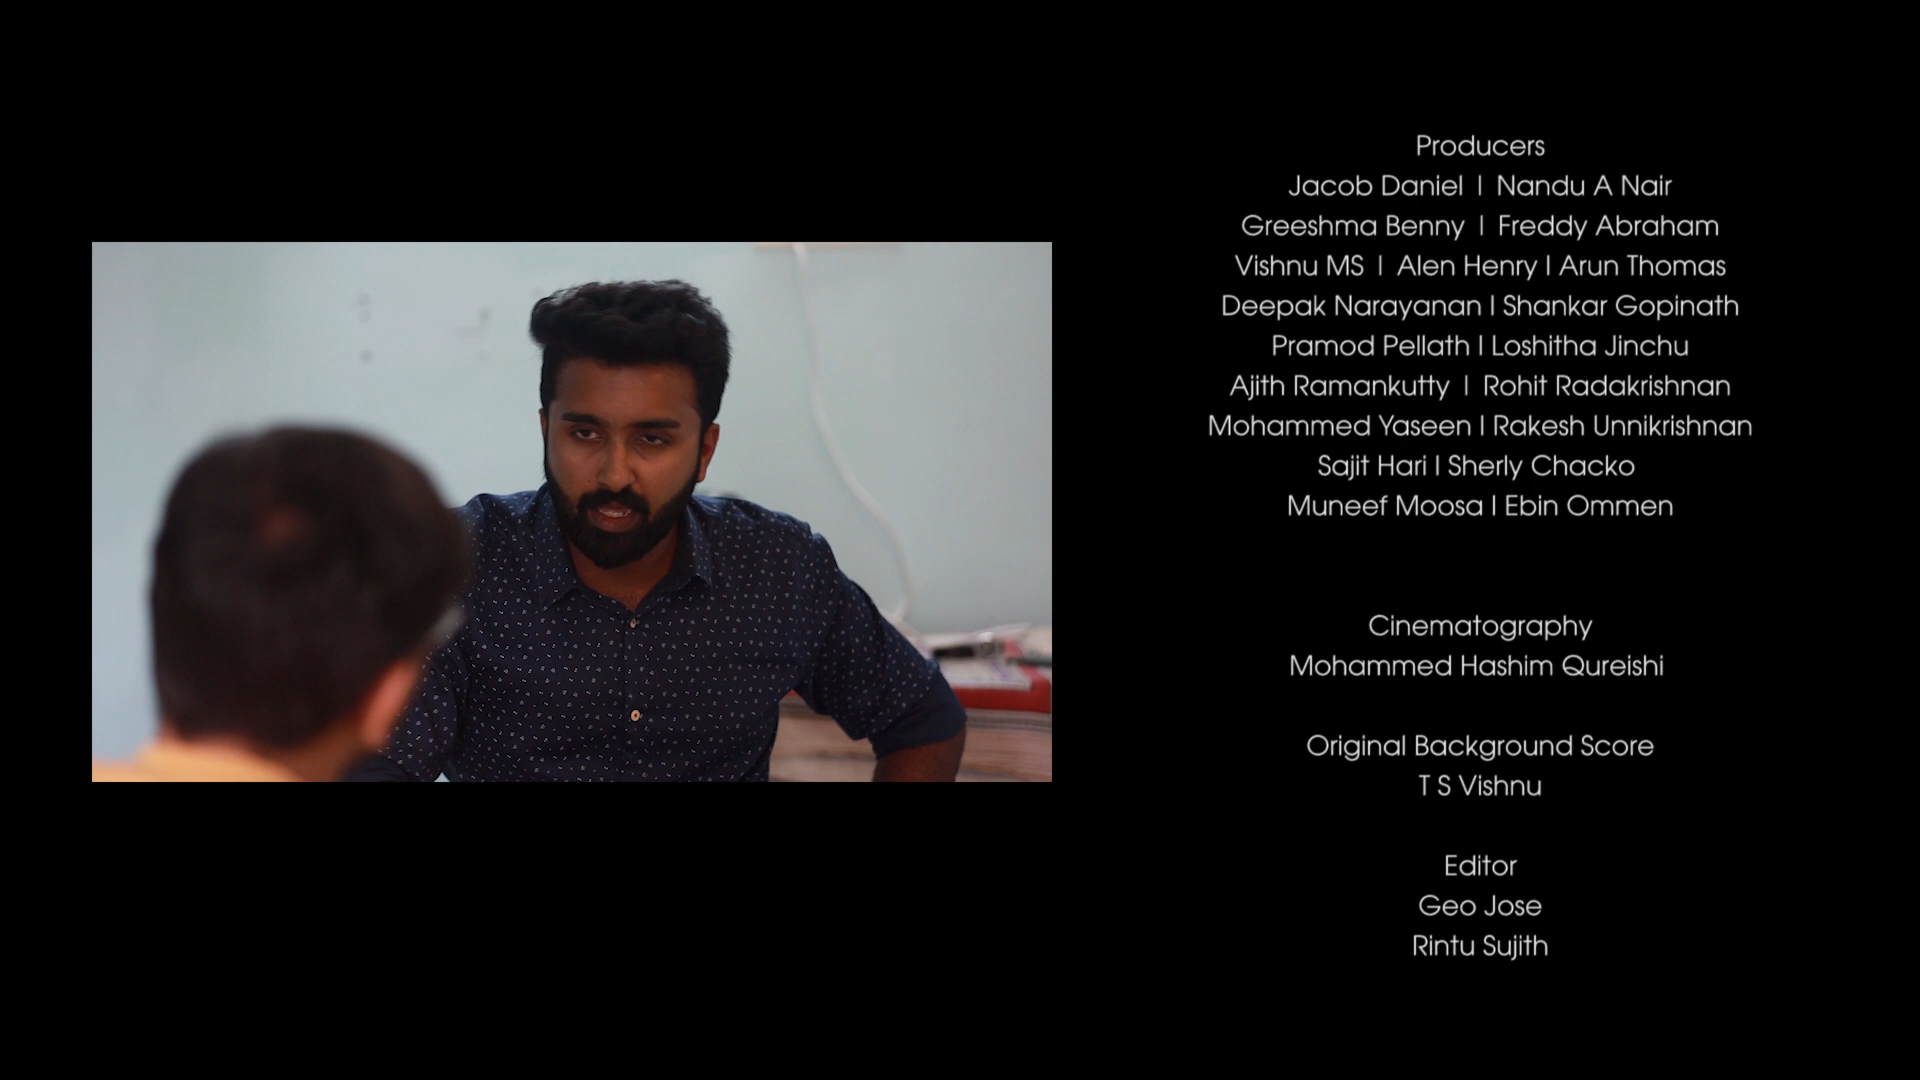 Producers
Jacob Daniel | Nandu A Nair
Greeshma Benny | Freddy Abraham
Vishnu MS | Alen Henry | Arun Thomas
Deepak Narayanan | Shankar Gopinath
Pramod Pellath | Loshitha Jinchu
Ajith Ramankutty | Rohit Radakrishnan
Mohammed Yaseen | Rakesh Unnikrishnan
Sajit Hari | Sherly Chacko
Muneef Moosa | Ebin Ommen
Cinematography
Mohammed Hashim Qureishi
Original Background Score
T S Vishnu
Editor
Geo Jose
Rintu Sujith